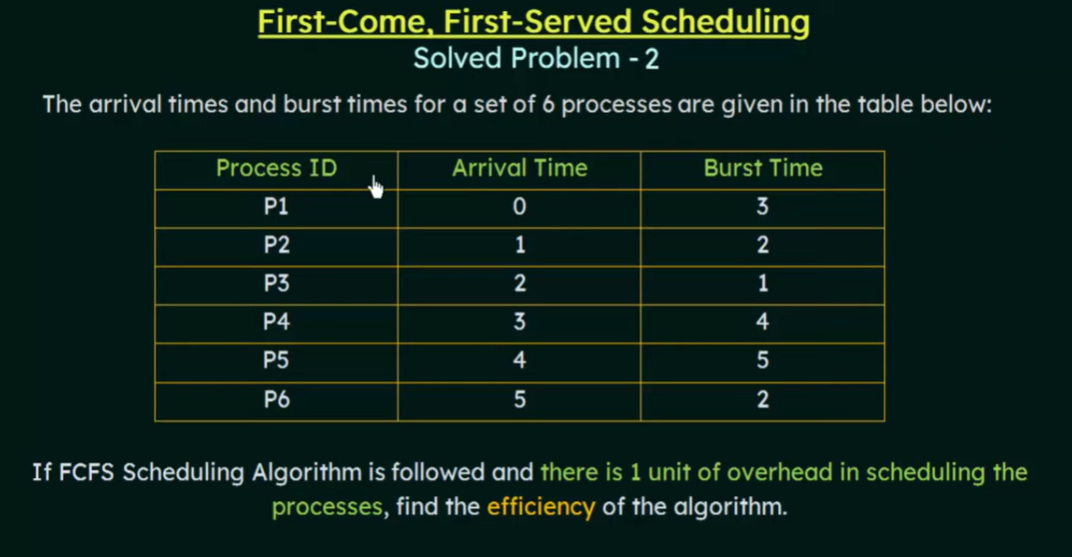 First-Come, First-Served Scheduling
Solved Problem - 2
The arrival times and burst times for a set of 6 processes are given in the table below:
Process ID Arrival Time Burst Time
P1 0 3
P2 1 2
P3 2 1
P4 3 4
P5 4 5
P6 5 2
If FCFS Scheduling Algorithm is followed and there is 1 unit of overhead in scheduling the
processes, find the efficiency of the algorithm.